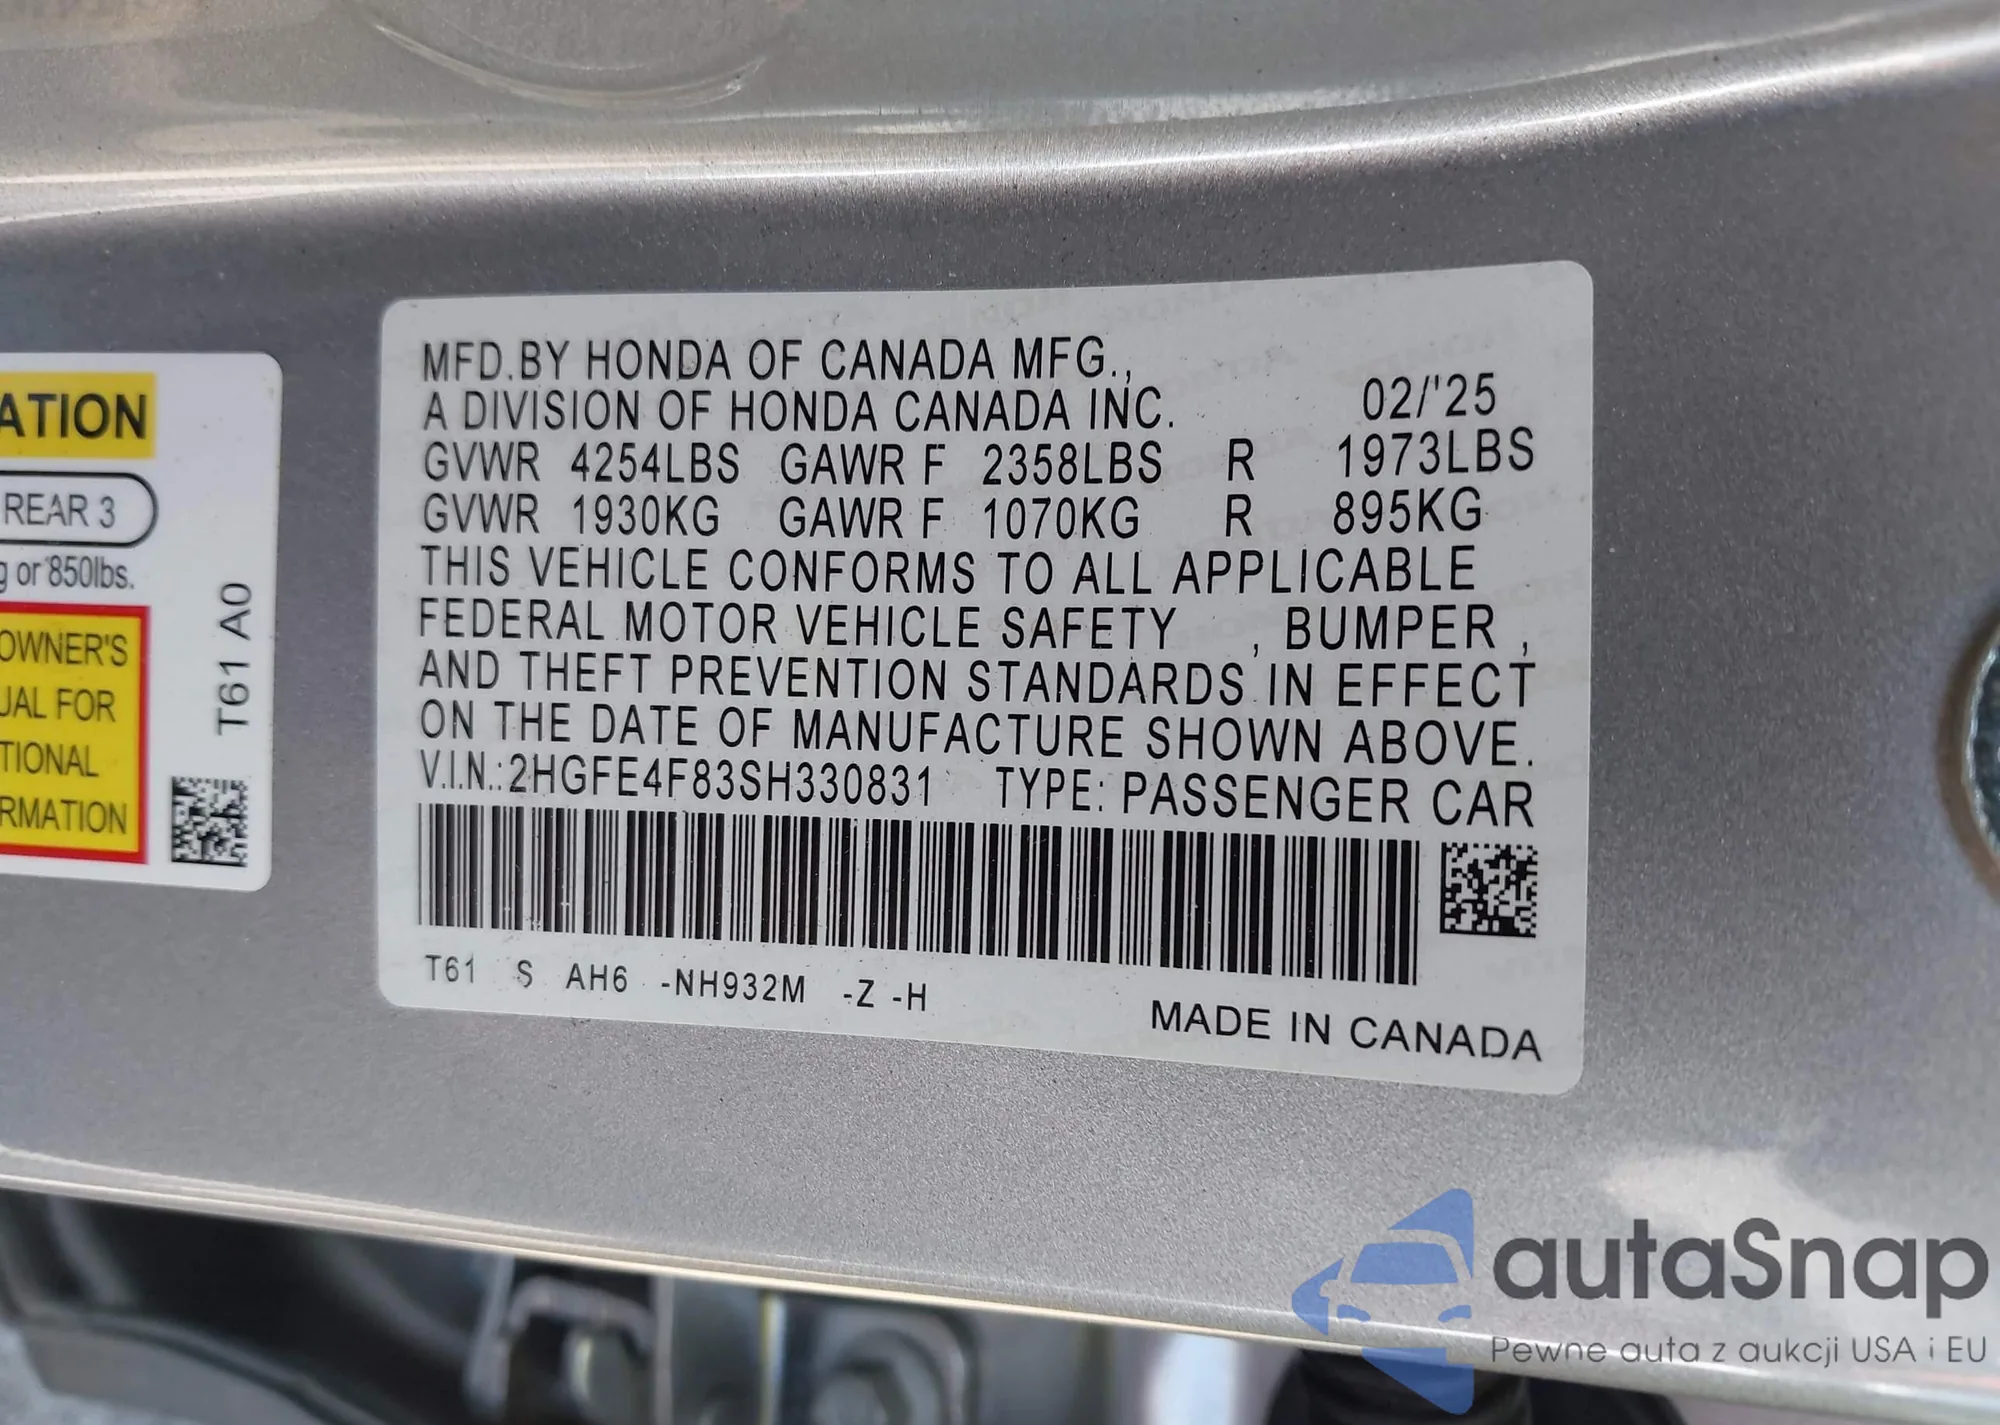 ATION
REAR 3
g or 850lbs.
OWNER'S
UAL FOR
TIONAL
RMATION
T61 A0
MFD.BY HONDA OF CANADA MFG.,
A DIVISION OF HONDA CANADA INC. 02/'25
GVWR 4254LBS GAWR F 2358LBS R 1973LBS
GVWR 1930KG GAWR F 1070KG R 895KG
THIS VEHICLE CONFORMS TO ALL APPLICABLE
FEDERAL MOTOR VEHICLE SAFETY , BUMPER ,
AND THEFT PREVENTION STANDARDS IN EFFECT
ON THE DATE OF MANUFACTURE SHOWN ABOVE.
V.I.N.:2HGFE4F83SH330831 TYPE: PASSENGER CAR
T61 S AH6 -NH932M -Z -H
MADE IN CANADA
autaSnap
Pewne auta z aukcji USA i EU